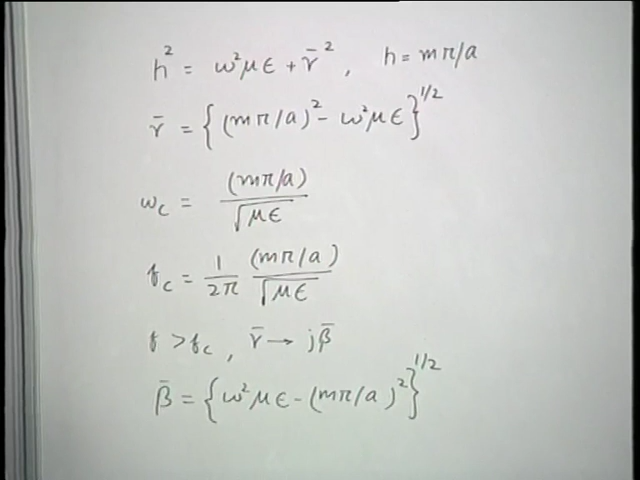 h² = ω²με + γ̄², h = mπ/a
γ̄ = {(mπ/a)² - ω²με}^1/2
ω_c = (mπ/a) / √με
f_c = 1/2π (mπ/a) / √με
f > f_c, γ̄ → jβ̄
β̄ = {ω²με - (mπ/a)²}^1/2